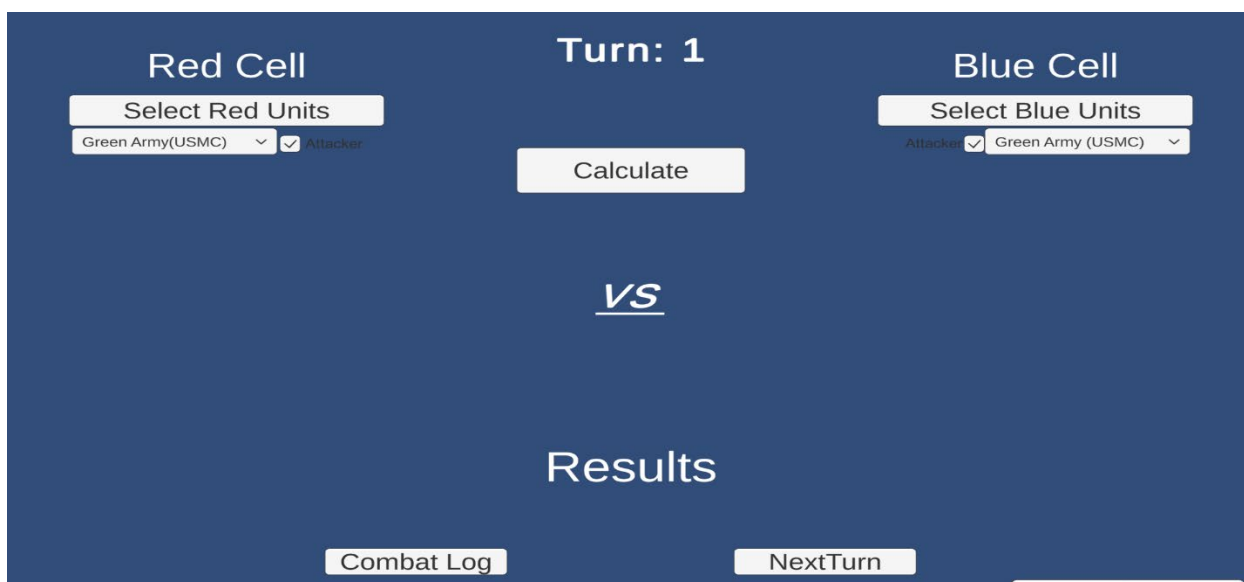 Turn: 1
Red Cell
Blue Cell
Select Red Units
Select Blue Units
Green Army(USMC)
Attacker
Attacker
Green Army (USMC)
Calculate
VS
Results
Combat Log
NextTurn